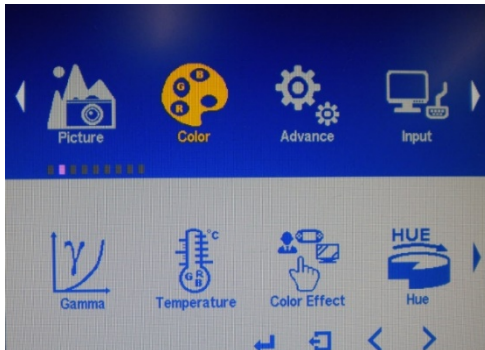 G B R
Picture Color Advance Input
°C
G R B
HUE
Gamma Temperature Color Effect Hue